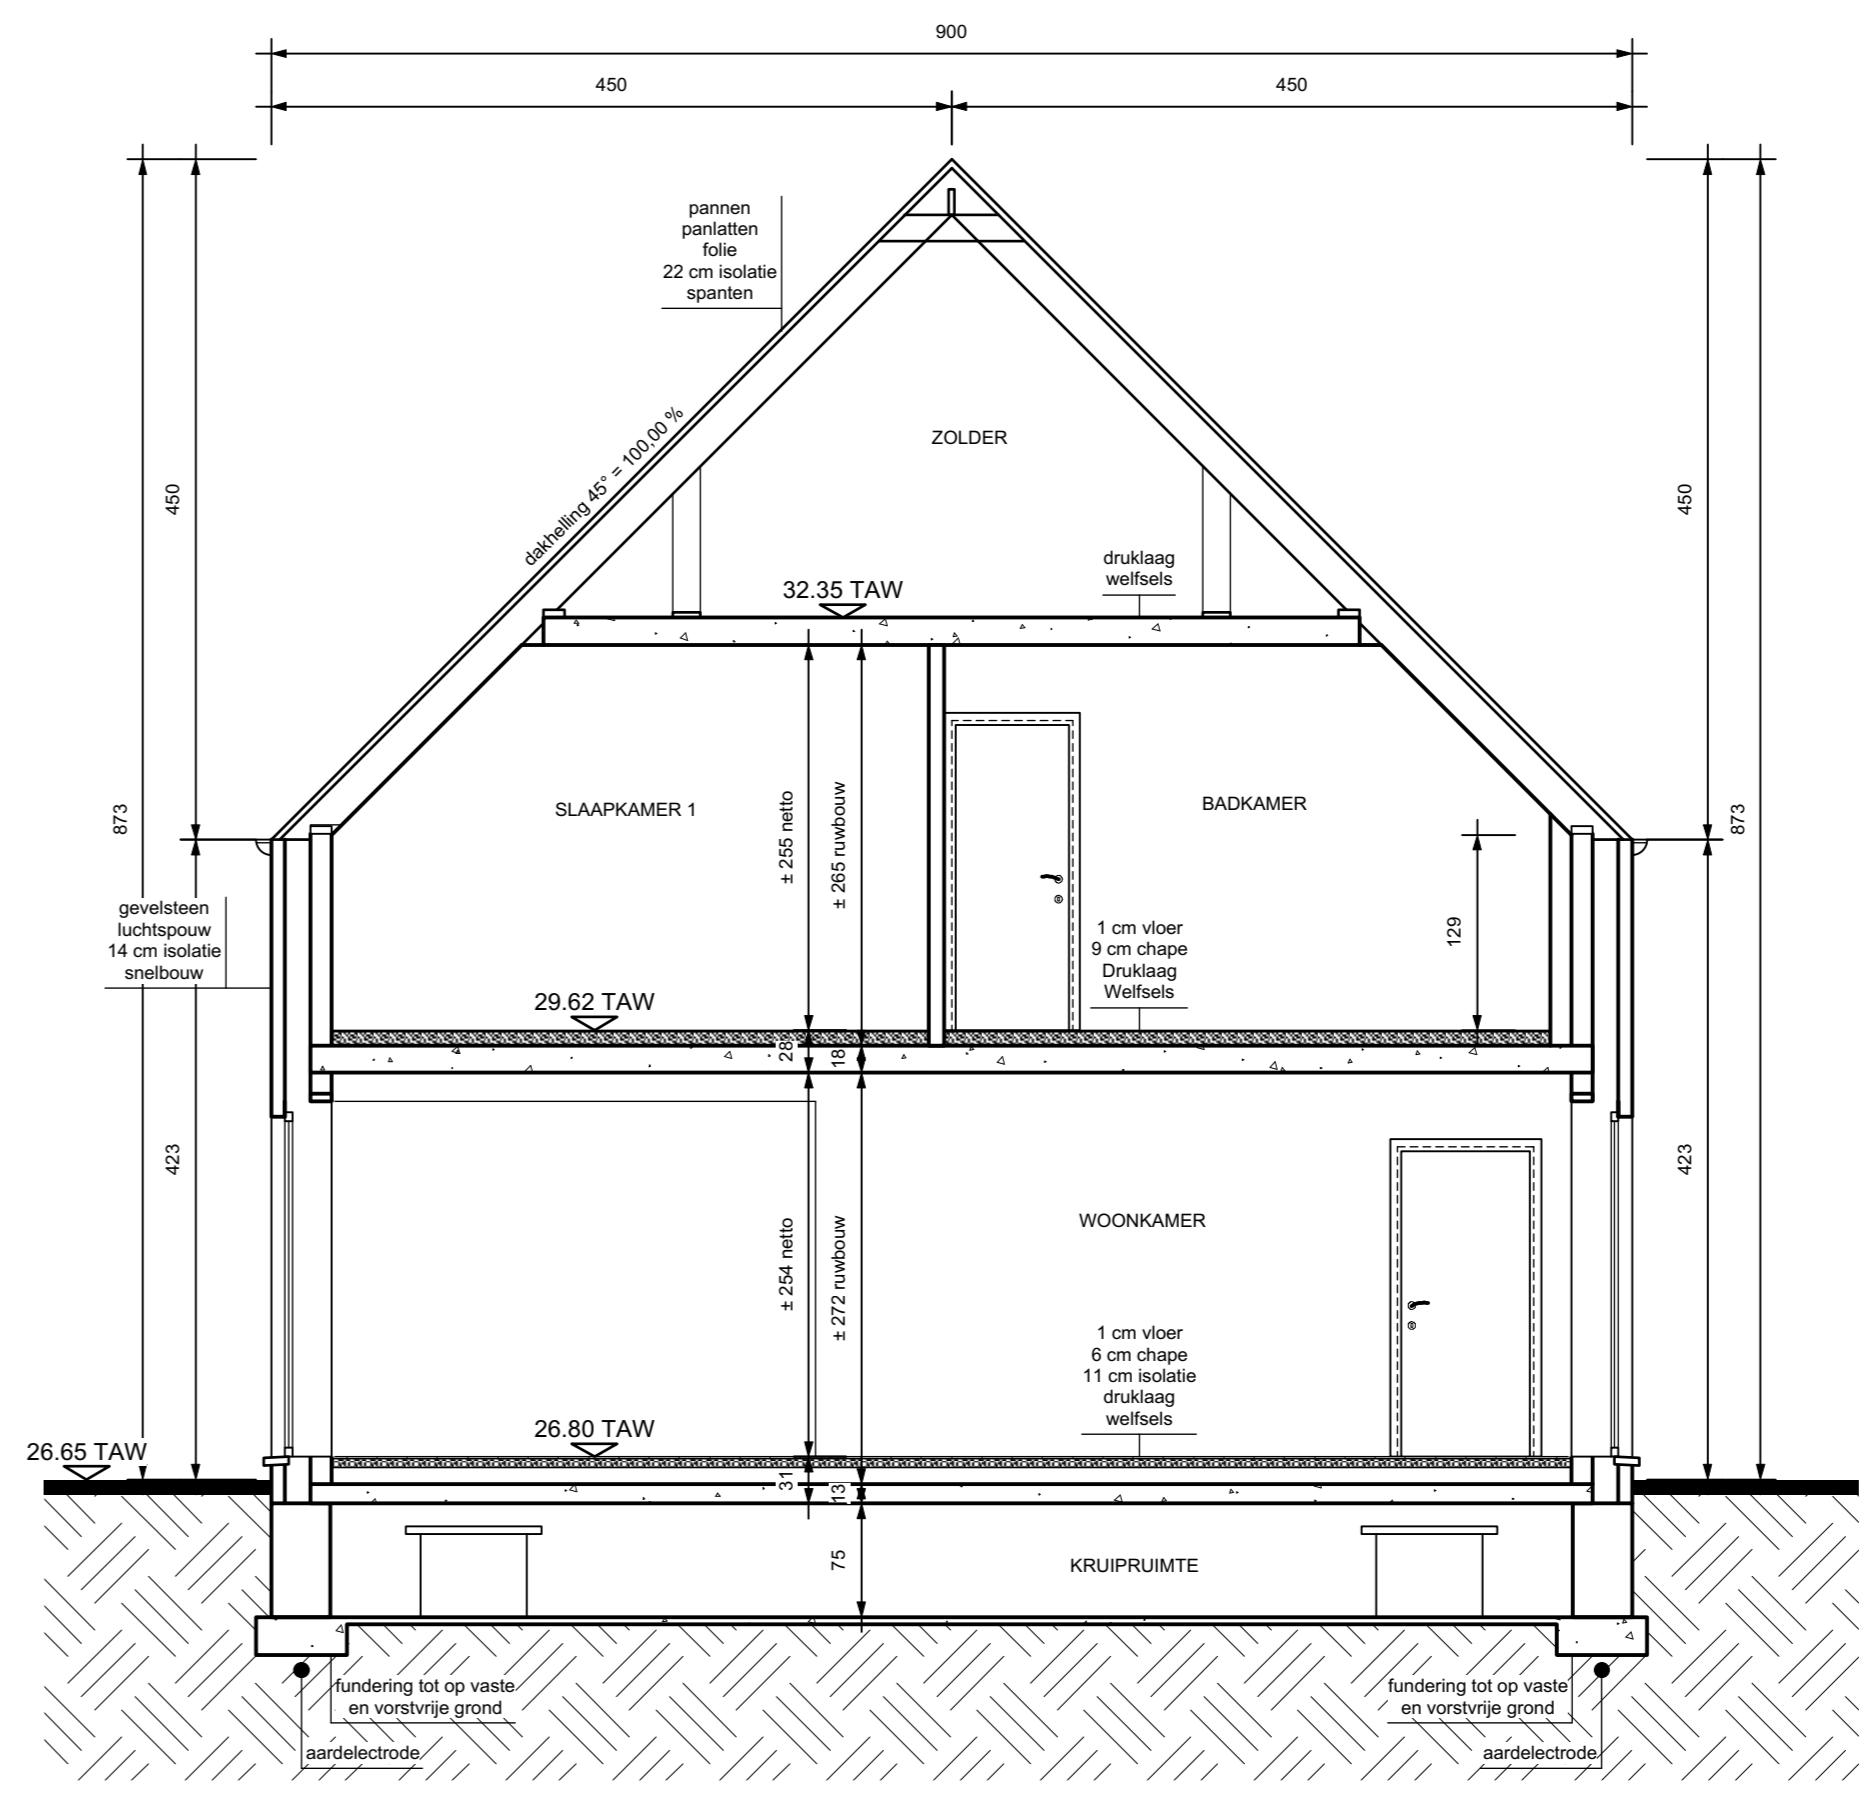 900
450
450
pannen
panlatten
folie
22 cm isolatie
spanten
dakhelling 45° = 100,00 %
ZOLDER
450
450
druklaag
welfsels
32.35 TAW
873
873
SLAAPKAMER 1
± 255 netto
± 265 ruwbouw
BADKAMER
gevelsteen
luchtspouw
14 cm isolatie
snelbouw
129
1 cm vloer
9 cm chape
Druklaag
Welfsels
29.62 TAW
28
18
423
423
± 254 netto
± 272 ruwbouw
WOONKAMER
1 cm vloer
6 cm chape
11 cm isolatie
druklaag
welfsels
26.80 TAW
26.65 TAW
31
13
75
KRUIPRUIMTE
fundering tot op vaste
en vorstvrije grond
fundering tot op vaste
en vorstvrije grond
aardelectrode
aardelectrode